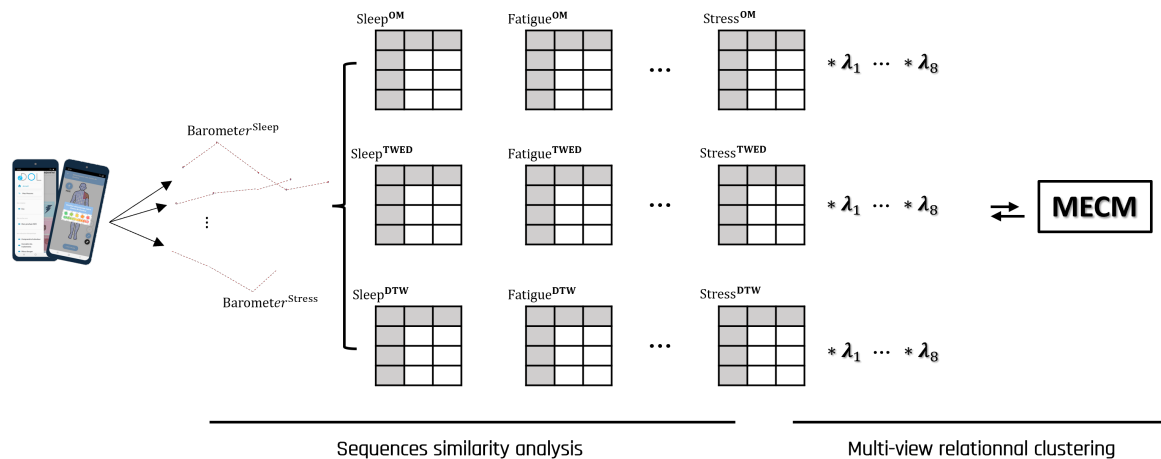 Sleep^OM Fatigue^OM Stress^OM
... * λ₁ ... * λ₈
Barometer^Sleep
Sleep^TWED Fatigue^TWED Stress^TWED
DOL
... * λ₁ ... * λ₈
MECM
Barometer^Stress
Sleep^DTW Fatigue^DTW Stress^DTW
... * λ₁ ... * λ₈
Sequences similarity analysis
Multi-view relationnal clustering